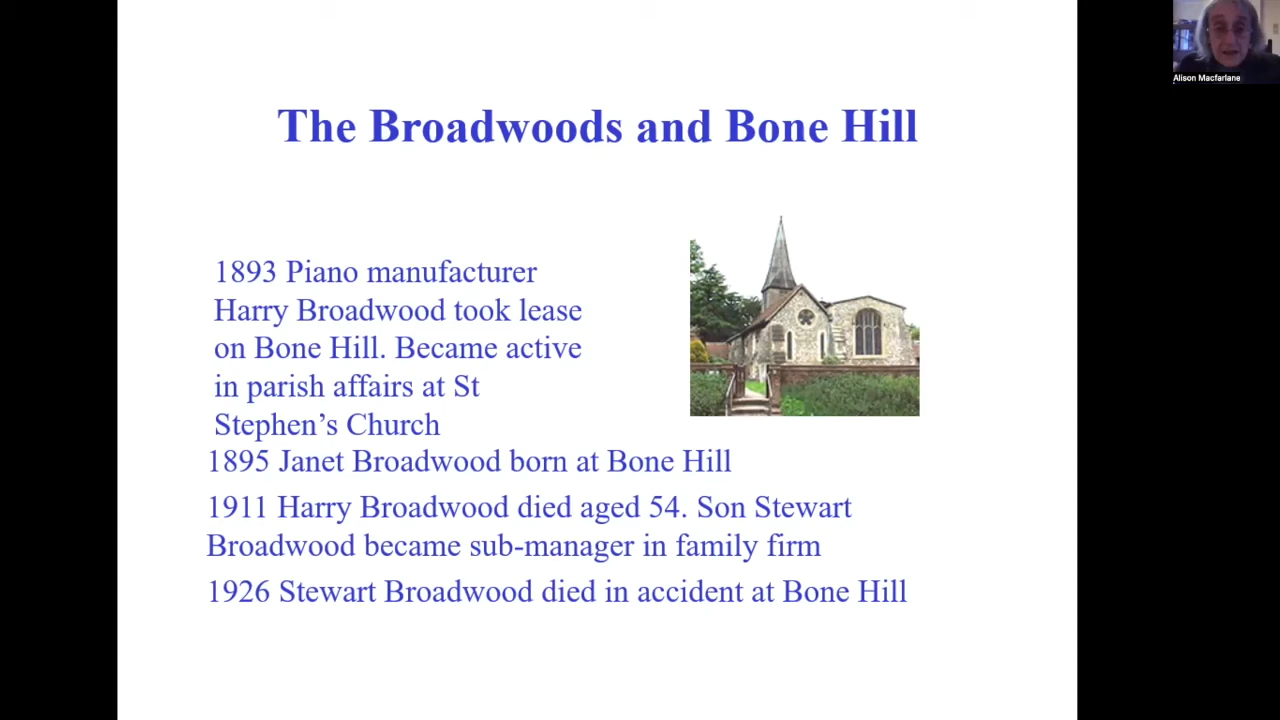 Alison Macfarlane
The Broadwoods and Bone Hill
1893 Piano manufacturer
Harry Broadwood took lease
on Bone Hill. Became active
in parish affairs at St
Stephen’s Church
1895 Janet Broadwood born at Bone Hill
1911 Harry Broadwood died aged 54. Son Stewart
Broadwood became sub-manager in family firm
1926 Stewart Broadwood died in accident at Bone Hill